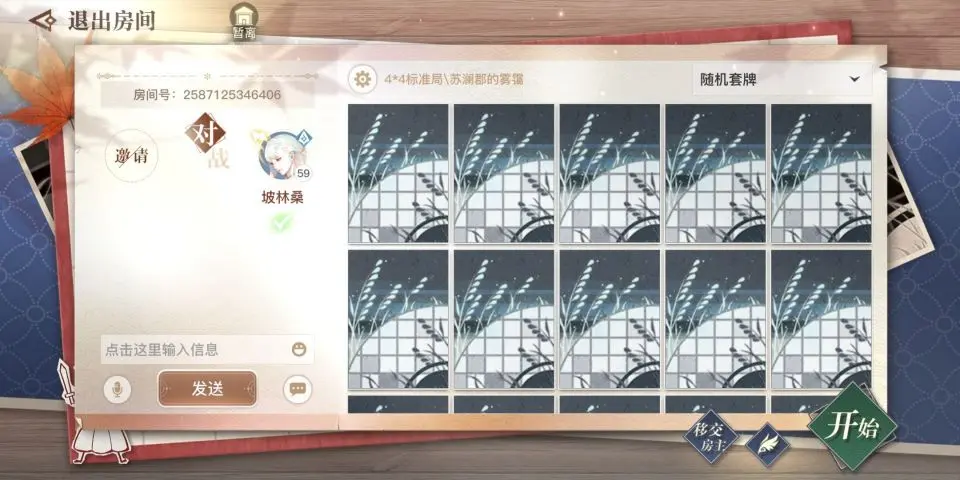 退出房间
暂离
房间号：2587125346406
4*4标准局\苏澜郡的雾霭
随机套牌
邀请
对战
59
坡林桑
点击这里输入信息
发送
移交
房主
开始